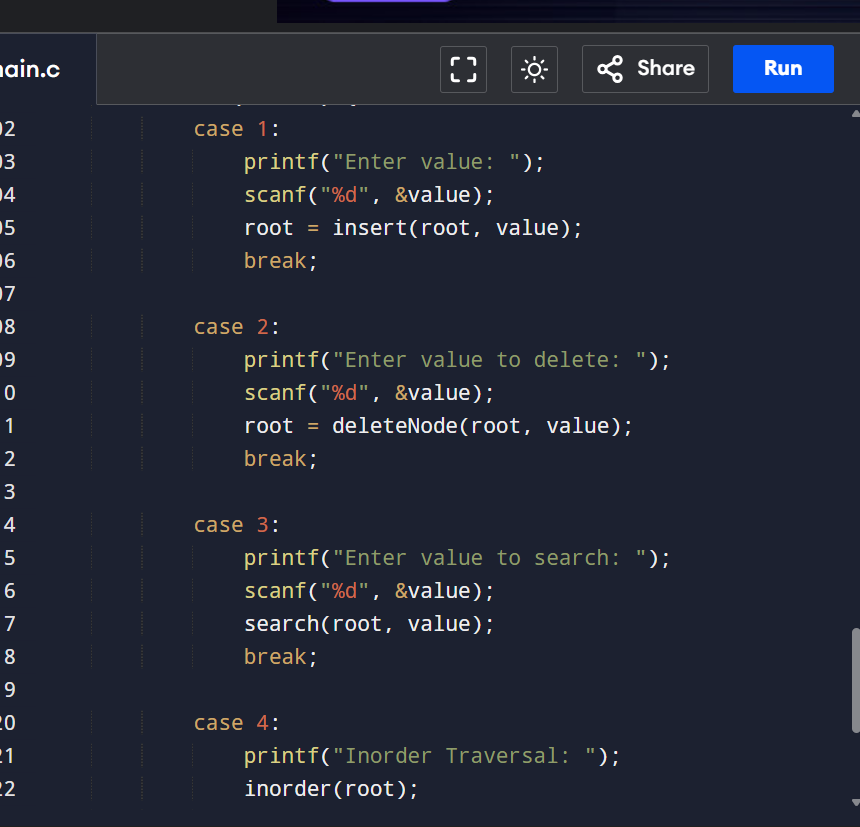 ain.c
Share
Run
02 case 1:
03 printf("Enter value: ");
04 scanf("%d", &value);
05 root = insert(root, value);
06 break;
07
08 case 2:
09 printf("Enter value to delete: ");
0 scanf("%d", &value);
1 root = deleteNode(root, value);
2 break;
3
4 case 3:
5 printf("Enter value to search: ");
6 scanf("%d", &value);
7 search(root, value);
8 break;
9
20 case 4:
21 printf("Inorder Traversal: ");
22 inorder(root);